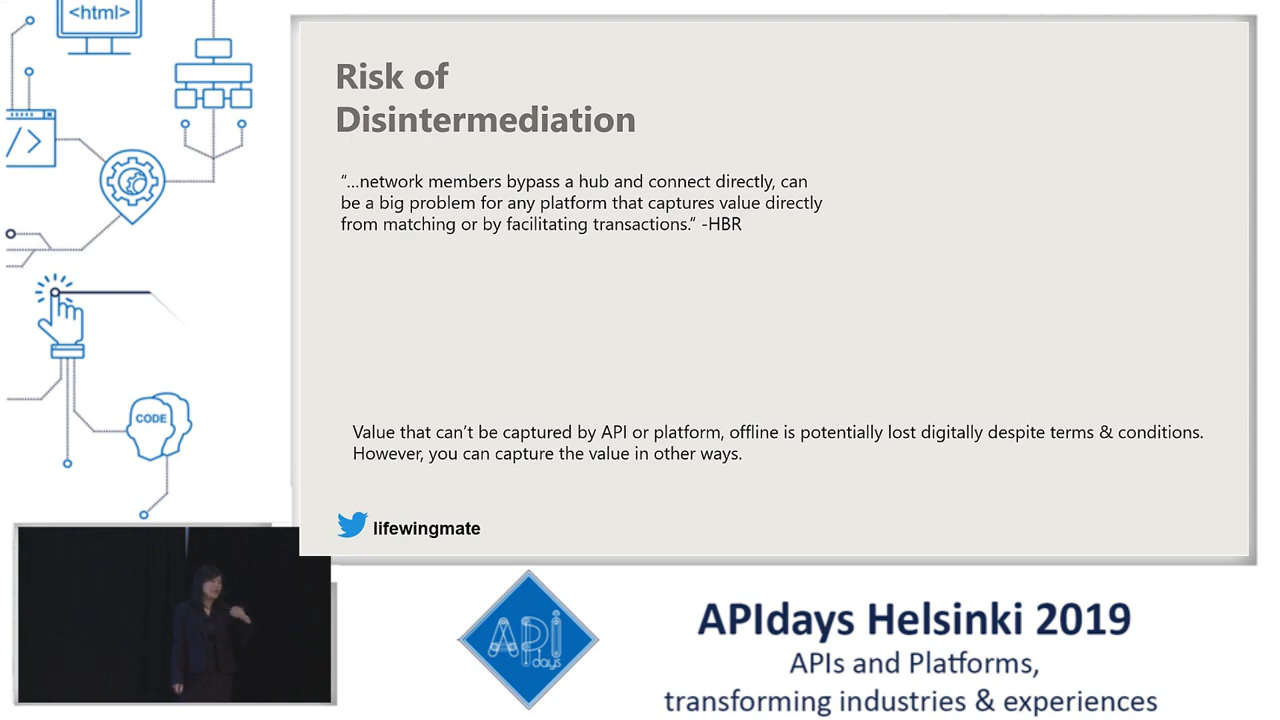 <html>
Risk of
Disintermediation
“...network members bypass a hub and connect directly, can
be a big problem for any platform that captures value directly
from matching or by facilitating transactions.” -HBR
</>
CODE
Value that can’t be captured by API or platform, offline is potentially lost digitally despite terms & conditions.
However, you can capture the value in other ways.
lifewingmate
API
days
APIdays Helsinki 2019
APIs and Platforms,
transforming industries & experiences